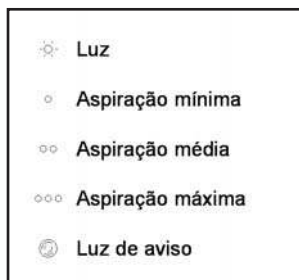 Luz
Aspiração mínima
Aspiração média
Aspiração máxima
Luz de aviso